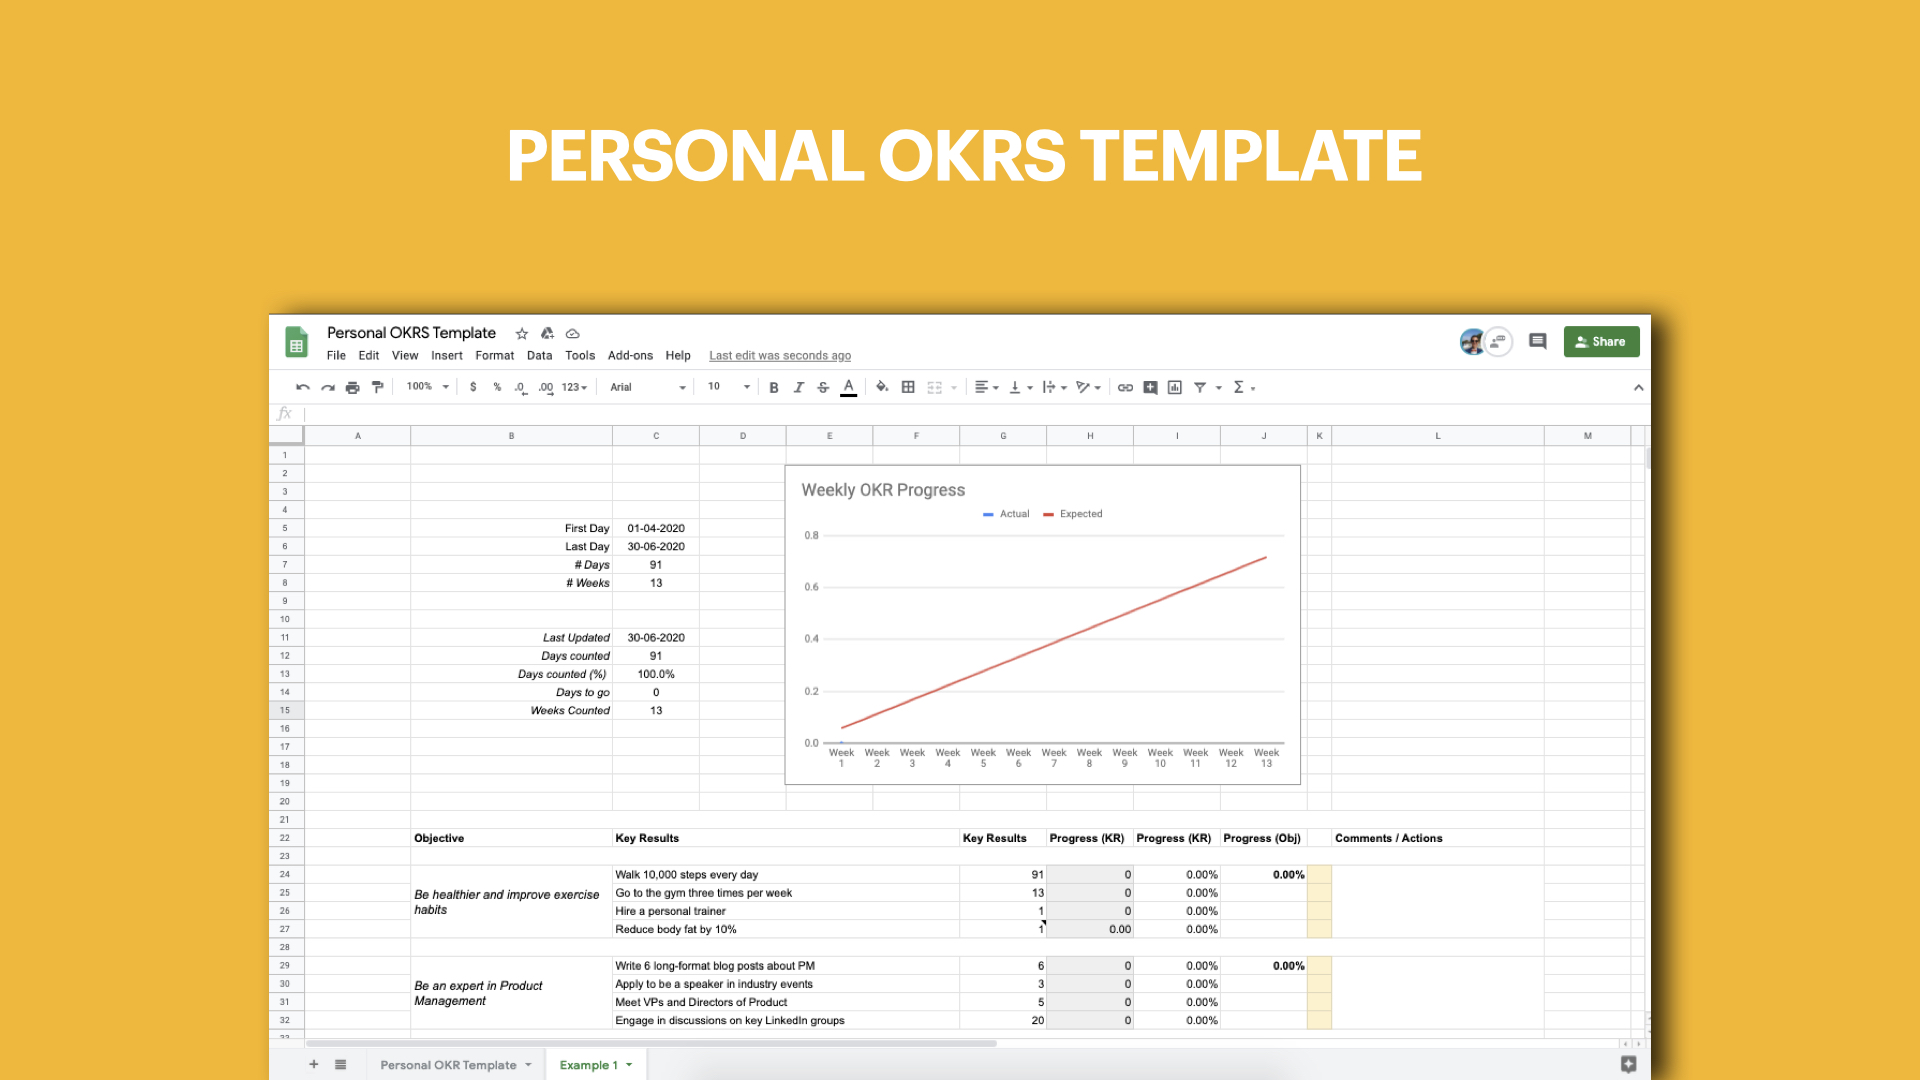 PERSONAL OKRS TEMPLATE
Personal OKRS Template
File Edit View Insert Format Data Tools Add-ons Help Last edit was seconds ago
Share
100% $ % .0 .00 123 Arial 10 B I S A Σ
fx
A B C D E F G H I J K L M
1
2
3
4
5 First Day 01-04-2020
6 Last Day 30-06-2020
7 # Days 91
8 # Weeks 13
9
10
11 Last Updated 30-06-2020
12 Days counted 91
13 Days counted (%) 100.0%
14 Days to go 0
15 Weeks Counted 13
16
17
18
19
20
21
Weekly OKR Progress
Actual Expected
0.8
0.6
0.4
0.2
0.0
Week Week Week Week Week Week Week Week Week Week Week Week Week
1 2 3 4 5 6 7 8 9 10 11 12 13
22 Objective Key Results Key Results Progress (KR) Progress (KR) Progress (Obj) Comments / Actions
23
24 Walk 10,000 steps every day 91 0 0.00% 0.00%
Be healthier and improve exercise
habits
25 Go to the gym three times per week 13 0 0.00%
26 Hire a personal trainer 1 0 0.00%
27 Reduce body fat by 10% 1 0.00 0.00%
28
29 Write 6 long-format blog posts about PM 6 0 0.00% 0.00%
Be an expert in Product
Management
30 Apply to be a speaker in industry events 3 0 0.00%
31 Meet VPs and Directors of Product 5 0 0.00%
32 Engage in discussions on key LinkedIn groups 20 0 0.00%
Personal OKR Template Example 1